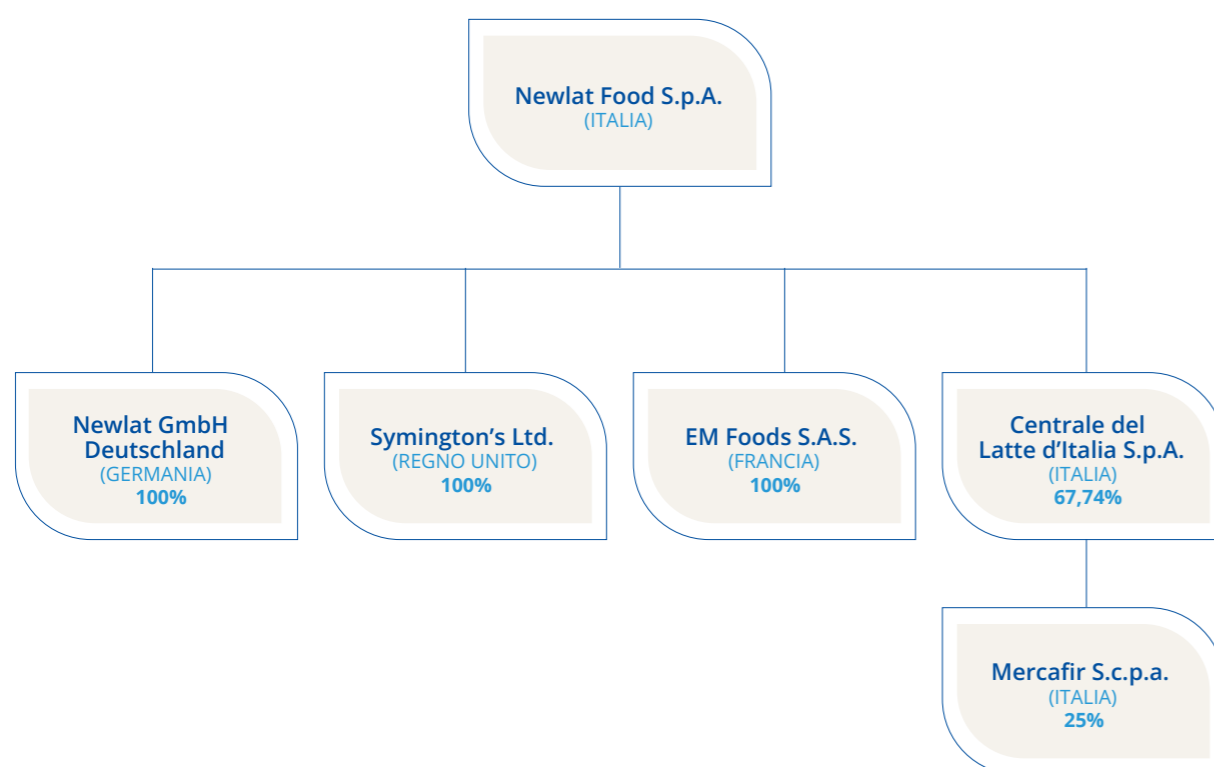 Newlat Food S.p.A.
(ITALIA)
Newlat GmbH
Deutschland
(GERMANIA)
100%
Symington’s Ltd.
(REGNO UNITO)
100%
EM Foods S.A.S.
(FRANCIA)
100%
Centrale del
Latte d’Italia S.p.A.
(ITALIA)
67,74%
Mercafir S.c.p.a.
(ITALIA)
25%